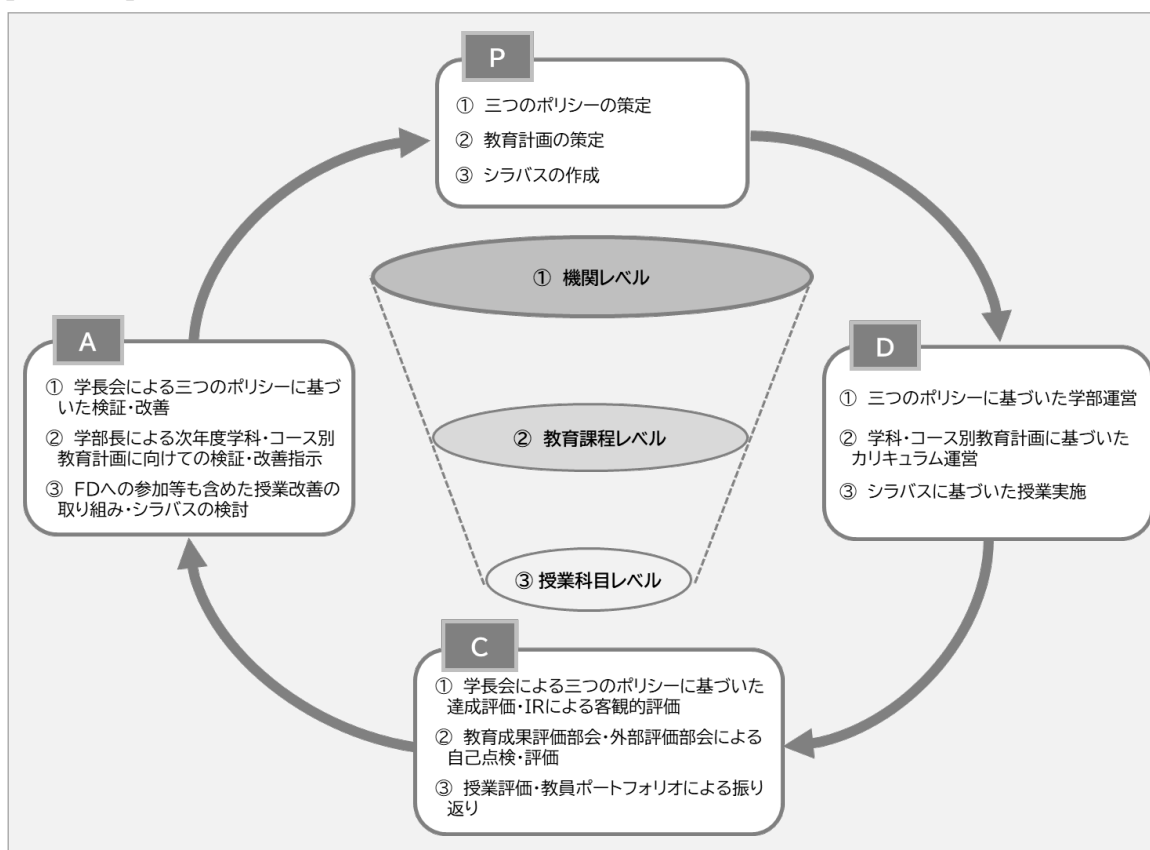 P
① 三つのポリシーの策定
② 教育計画の策定
③ シラバスの作成
① 機関レベル
② 教育課程レベル
③ 授業科目レベル
D
① 三つのポリシーに基づいた学部運営
② 学科・コース別教育計画に基づいた
カリキュラム運営
③ シラバスに基づいた授業実施
C
① 学長会による三つのポリシーに基づいた
達成評価・IRによる客観的評価
② 教育成果評価部会・外部評価部会による
自己点検・評価
③ 授業評価・教員ポートフォリオによる振り
返り
A
① 学長会による三つのポリシーに基づ
いた検証・改善
② 学部長による次年度学科・コース別
教育計画に向けての検証・改善指示
③ FDへの参加等も含めた授業改善の
取り組み・シラバスの検討